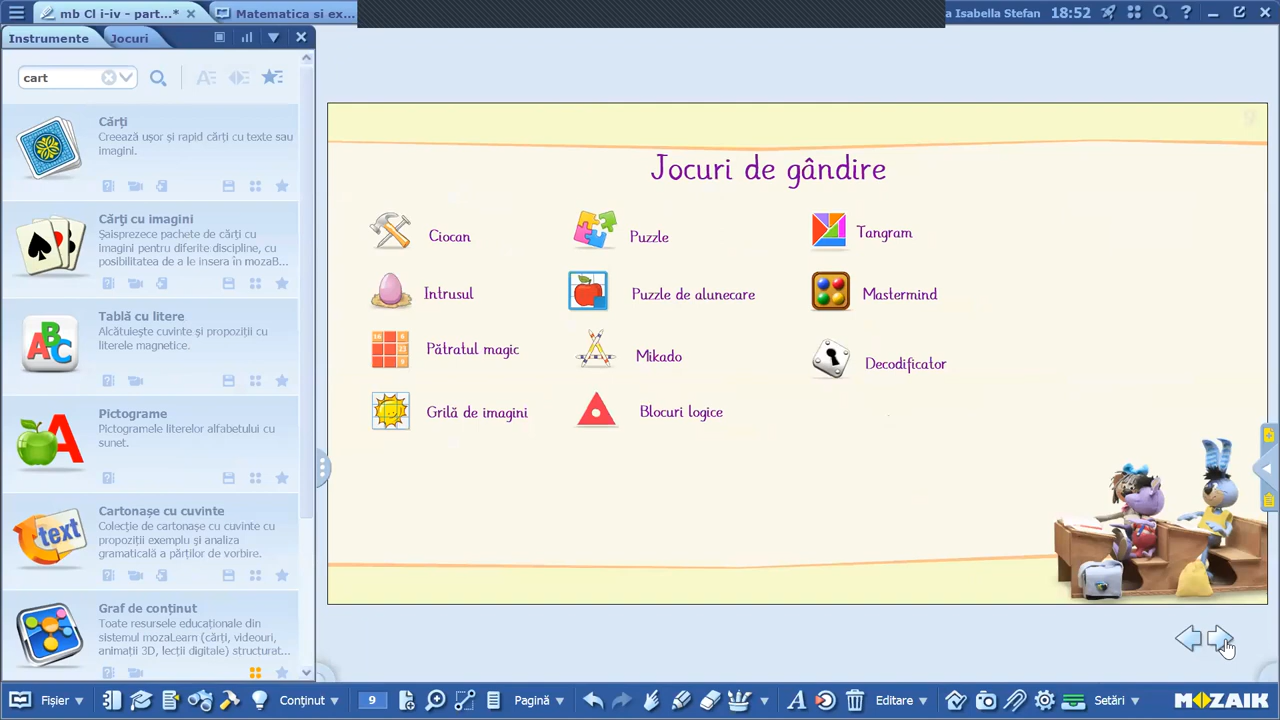 mb Cl i-iv - part...*
Matematica si ex...
a Isabella Stefan
18:52
Instrumente
Jocuri
cart
Cărți
Creează ușor și rapid cărți cu texte sau
imagini.
Cărți cu imagini
Șaisprezece pachete de cărți cu
imagini pentru diferite discipline, cu
posibilitatea de a le insera în mozaB...
Tablă cu litere
Alcătuiește cuvinte și propoziții cu
literele magnetice.
Pictograme
Pictogramele literelor alfabetului cu
sunet.
Cartonașe cu cuvinte
Colecție de cartonașe cu cuvinte cu
propoziții exemplu și analiza
gramaticală a părților de vorbire.
Graf de conținut
Toate resursele educaționale din
sistemul mozaLearn (cărți, videouri,
animații 3D, lecții digitale) structurat...
ABC
A
text
Jocuri de gândire
Ciocan
Puzzle
Tangram
Intrusul
Puzzle de alunecare
Mastermind
Pătratul magic
Mikado
Decodificator
Grilă de imagini
Blocuri logice
Fișier
Conținut
9
Pagină
Editare
Setări
MOZAIK